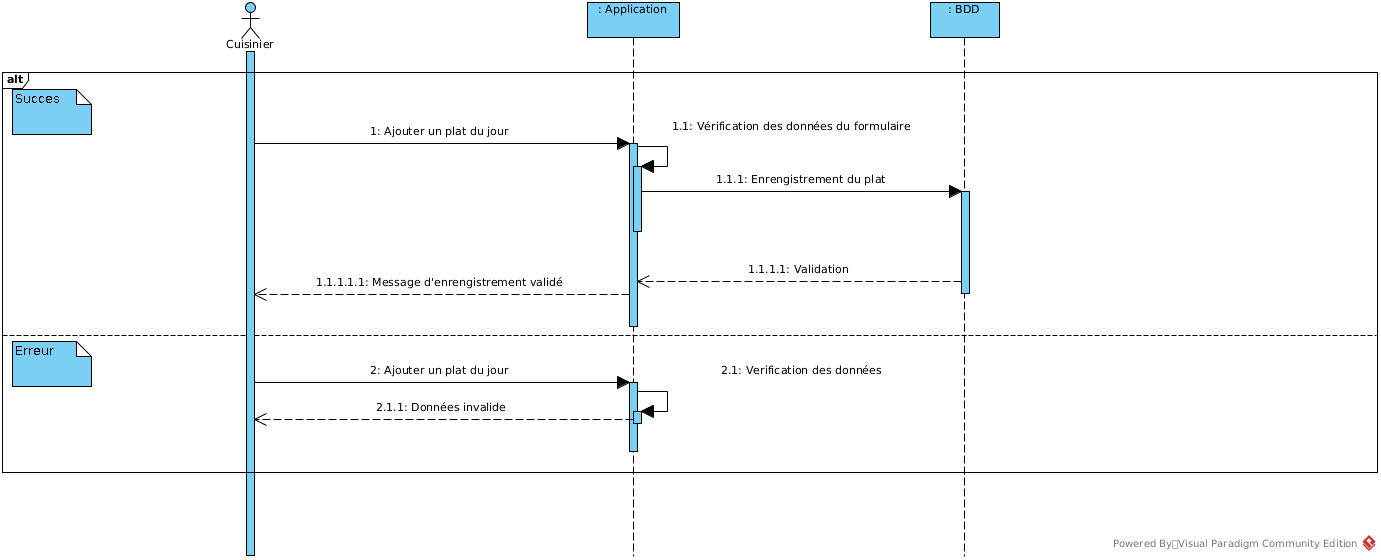 : Application
: BDD
Cuisinier
alt
Succes
1: Ajouter un plat du jour
1.1: Vérification des données du formulaire
1.1.1: Enrengistrement du plat
1.1.1.1: Validation
1.1.1.1.1: Message d'enrengistrement validé
Erreur
2: Ajouter un plat du jour
2.1: Verification des données
2.1.1: Données invalide
Powered By Visual Paradigm Community Edition